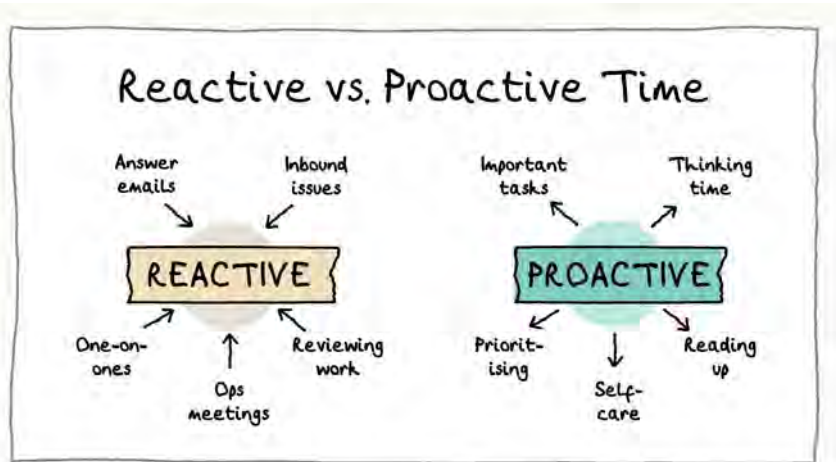 Reactive vs. Proactive Time
Answer
emails
Inbound
issues
REACTIVE
One-on-
ones
Ops
meetings
Reviewing
work
Important
tasks
Thinking
time
PROACTIVE
Priorit-
ising
Self-
care
Reading
up